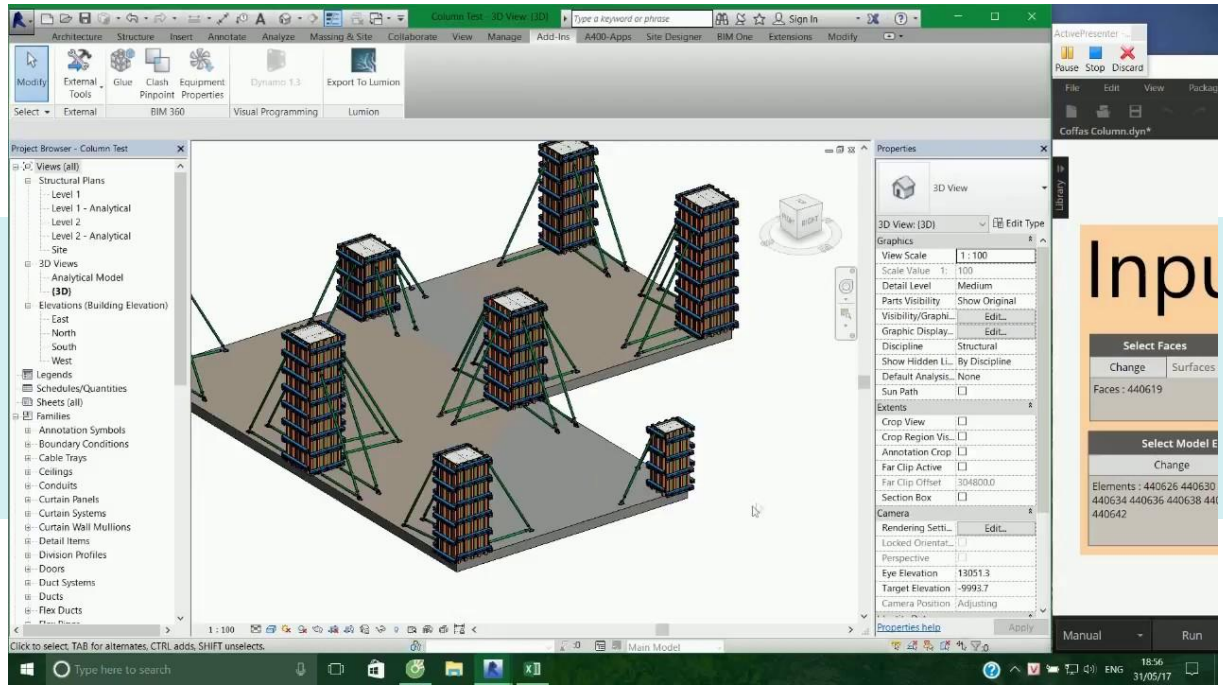 Column Test - 3D View: {3D}
Type a keyword or phrase
Sign In
Architecture Structure Insert Annotate Analyze Massing & Site Collaborate View Manage Add-Ins A400-Apps Site Designer BIM One Extensions Modify
Modify
External
Tools
Glue
Clash
Pinpoint
Equipment
Properties
Dynamo 1.3
Export To Lumion
Select
External
BIM 360
Visual Programming
Lumion
Project Browser - Column Test
Views (all)
Structural Plans
Level 1
Level 1 - Analytical
Level 2
Level 2 - Analytical
Site
3D Views
Analytical Model
{3D}
Elevations (Building Elevation)
East
North
South
West
Legends
Schedules/Quantities
Sheets (all)
Families
Annotation Symbols
Boundary Conditions
Cable Trays
Ceilings
Conduits
Curtain Panels
Curtain Systems
Curtain Wall Mullions
Detail Items
Division Profiles
Doors
Duct Systems
Ducts
Flex Ducts
RIGHT
1 : 100
Properties
3D View
3D View: {3D}
Edit Type
Graphics
View Scale 1 : 100
Scale Value 1: 100
Detail Level Medium
Parts Visibility Show Original
Visibility/Graphi... Edit...
Graphic Display... Edit...
Discipline Structural
Show Hidden Li... By Discipline
Default Analysis... None
Sun Path
Extents
Crop View
Crop Region Vis...
Annotation Crop
Far Clip Active
Far Clip Offset 304800.0
Section Box
Camera
Rendering Setti... Edit...
Locked Orientat...
Perspective
Eye Elevation 13051.3
Target Elevation -9993.7
Camera Position Adjusting
Properties help
Apply
Click to select, TAB for alternates, CTRL adds, SHIFT unselects.
:0
Main Model
:0
ActivePresenter -...
Pause Stop Discard
File Edit View Packag
Coffas Column.dyn*
Library
Inpu
Select Faces
Change Surfaces
Faces : 440619
Select Model E
Change
Elements : 440626 440630
440634 440636 440638 440
440642
Manual
Run
Type here to search
ENG
18:56
31/05/17